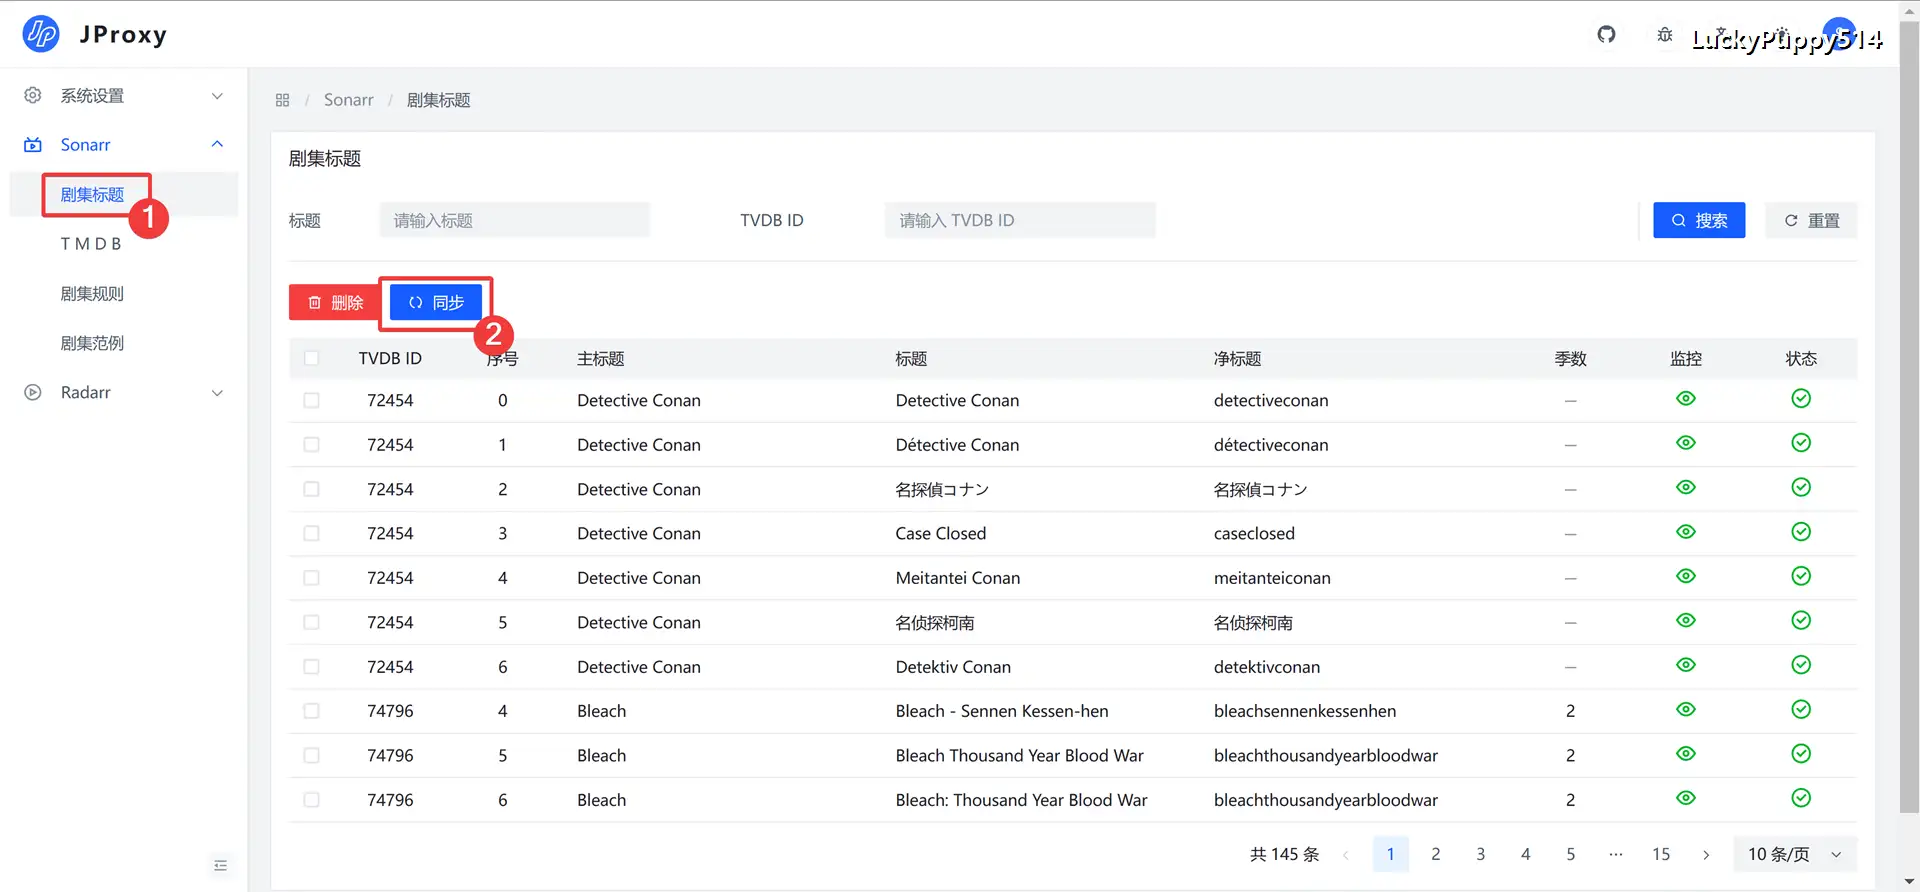 JProxy
LuckyPuppy514
系统设置
Sonarr
剧集标题
1
T M D B
剧集规则
剧集范例
Radarr
/ Sonarr / 剧集标题
剧集标题
标题 请输入标题 TVDB ID 请输入 TVDB ID 搜索 重置
删除 同步
2
TVDB ID 序号 主标题 标题 净标题 季数 监控 状态
72454 0 Detective Conan Detective Conan detectiveconan —
72454 1 Detective Conan Détective Conan détectiveconan —
72454 2 Detective Conan 名探偵コナン 名探偵コナン —
72454 3 Detective Conan Case Closed caseclosed —
72454 4 Detective Conan Meitantei Conan meitanteiconan —
72454 5 Detective Conan 名侦探柯南 名侦探柯南 —
72454 6 Detective Conan Detektiv Conan detektivconan —
74796 4 Bleach Bleach - Sennen Kessen-hen bleachsennenkessenhen 2
74796 5 Bleach Bleach Thousand Year Blood War bleachthousandyearbloodwar 2
74796 6 Bleach Bleach: Thousand Year Blood War bleachthousandyearbloodwar 2
共 145 条 1 2 3 4 5 ··· 15 10 条/页